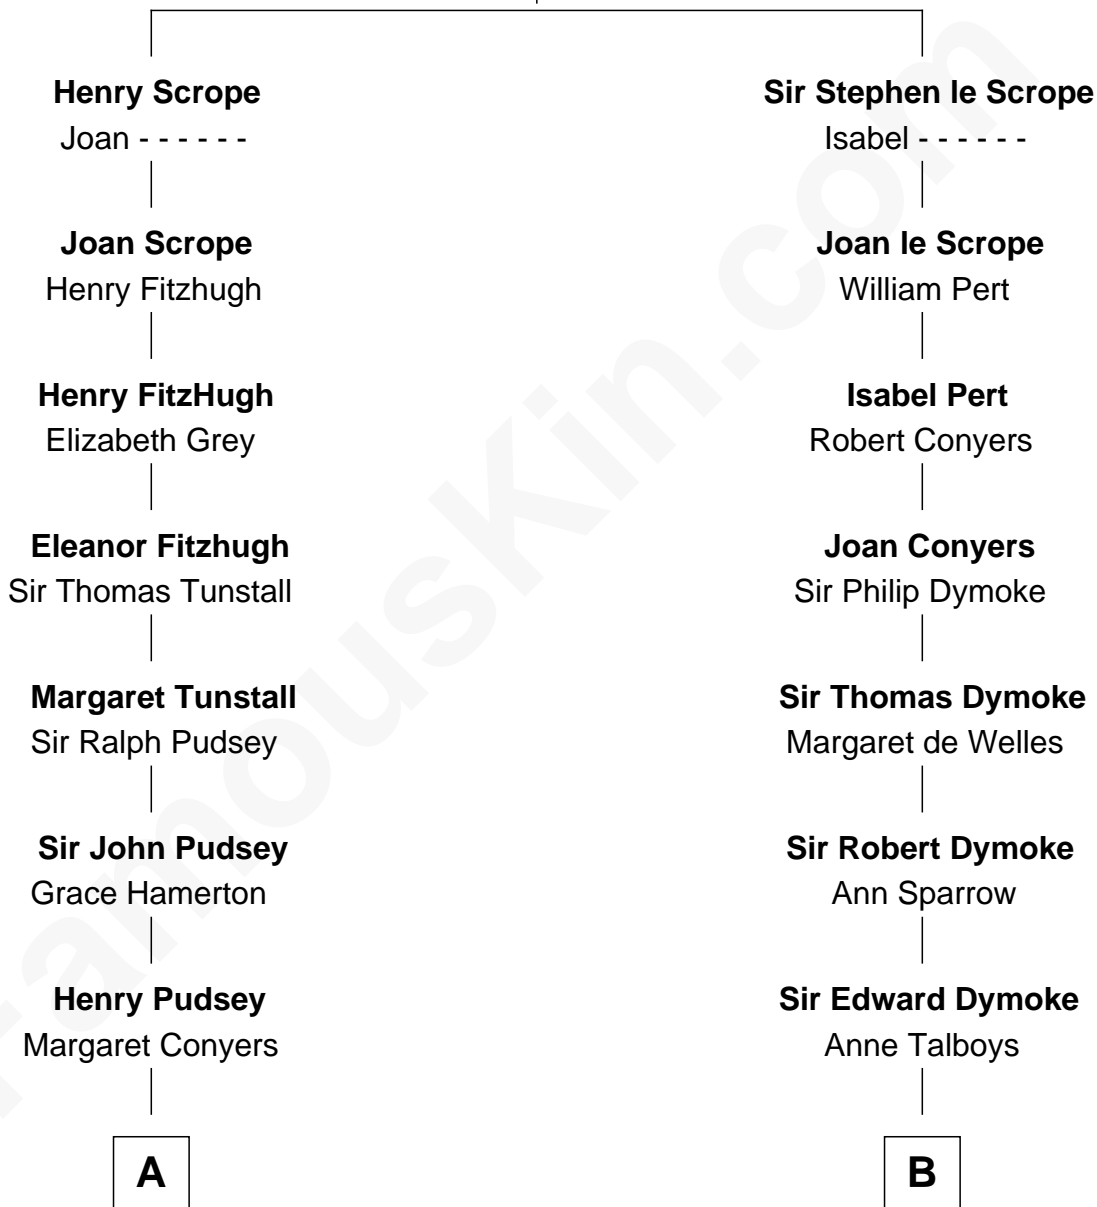 Henry Scrope
Joan - - - - - -
Joan Scrope
Henry Fitzhugh
Henry FitzHugh
Elizabeth Grey
Eleanor Fitzhugh
Sir Thomas Tunstall
Margaret Tunstall
Sir Ralph Pudsey
Sir John Pudsey
Grace Hamerton
Henry Pudsey
Margaret Conyers
A
Sir Stephen le Scrope
Isabel - - - - - -
Joan le Scrope
William Pert
Isabel Pert
Robert Conyers
Joan Conyers
Sir Philip Dymoke
Sir Thomas Dymoke
Margaret de Welles
Sir Robert Dymoke
Ann Sparrow
Sir Edward Dymoke
Anne Talboys
B
FamousKin.com